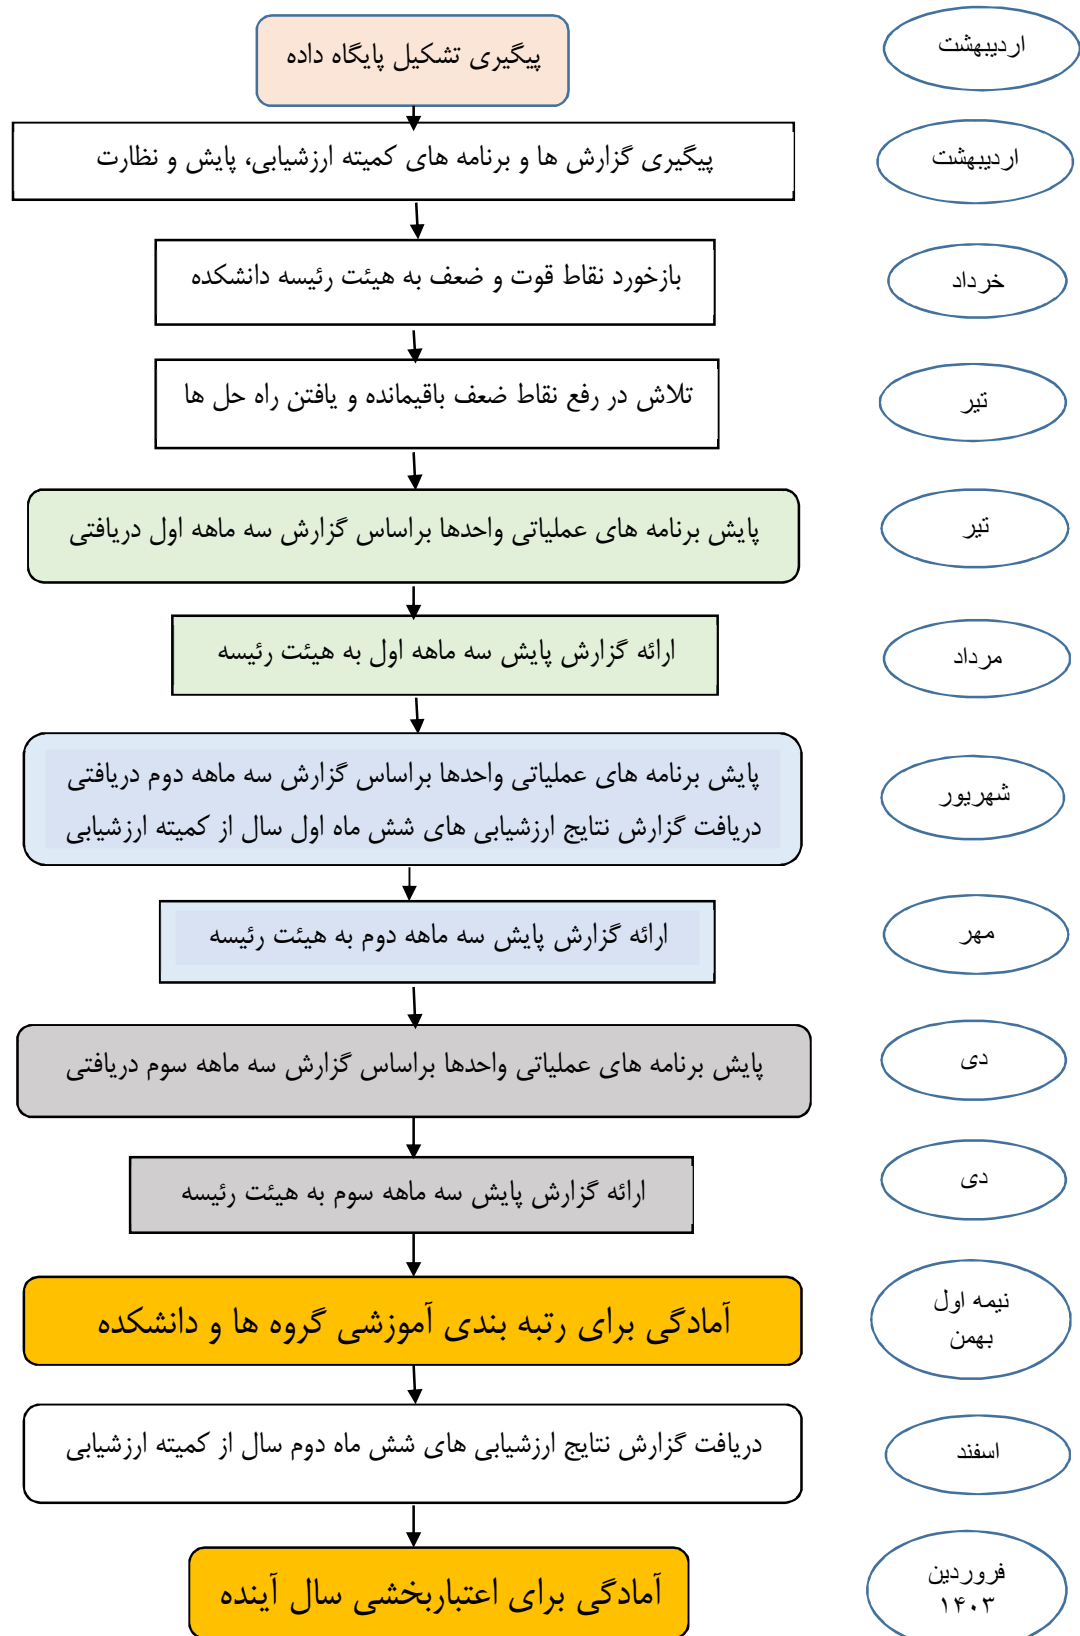 پیگیری تشکیل پایگاه داده
اردیبهشت
پیگیری گزارش ها و برنامه های کمیته ارزشیابی، پایش و نظارت
اردیبهشت
بازخورد نقاط قوت و ضعف به هیئت رئیسه دانشکده
خرداد
تلاش در رفع نقاط ضعف باقیمانده و یافتن راه حل ها
تیر
پایش برنامه های عملیاتی واحدها براساس گزارش سه ماهه اول دریافتی
تیر
ارائه گزارش پایش سه ماهه اول به هیئت رئیسه
مرداد
پایش برنامه های عملیاتی واحدها براساس گزارش سه ماهه دوم دریافتی
دریافت گزارش نتایج ارزشیابی های شش ماه اول سال از کمیته ارزشیابی
شهریور
ارائه گزارش پایش سه ماهه دوم به هیئت رئیسه
مهر
پایش برنامه های عملیاتی واحدها براساس گزارش سه ماهه سوم دریافتی
دی
ارائه گزارش پایش سه ماهه سوم به هیئت رئیسه
دی
آمادگی برای رتبه بندی آموزشی گروه ها و دانشکده
نیمه اول
بهمن
دریافت گزارش نتایج ارزشیابی های شش ماه دوم سال از کمیته ارزشیابی
اسفند
آمادگی برای اعتباربخشی سال آینده
فروردین
۱۴۰۳